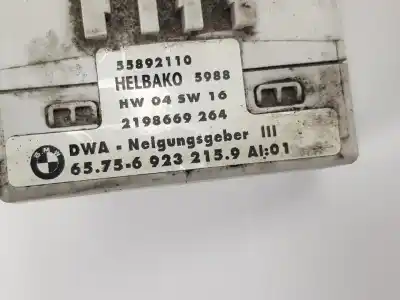 55892110
HELBAKO 5988
HW 04 SW 16
2198669 264
BMW DWA - Neigungsgeber III
65.75-6 923 215.9 AI:01